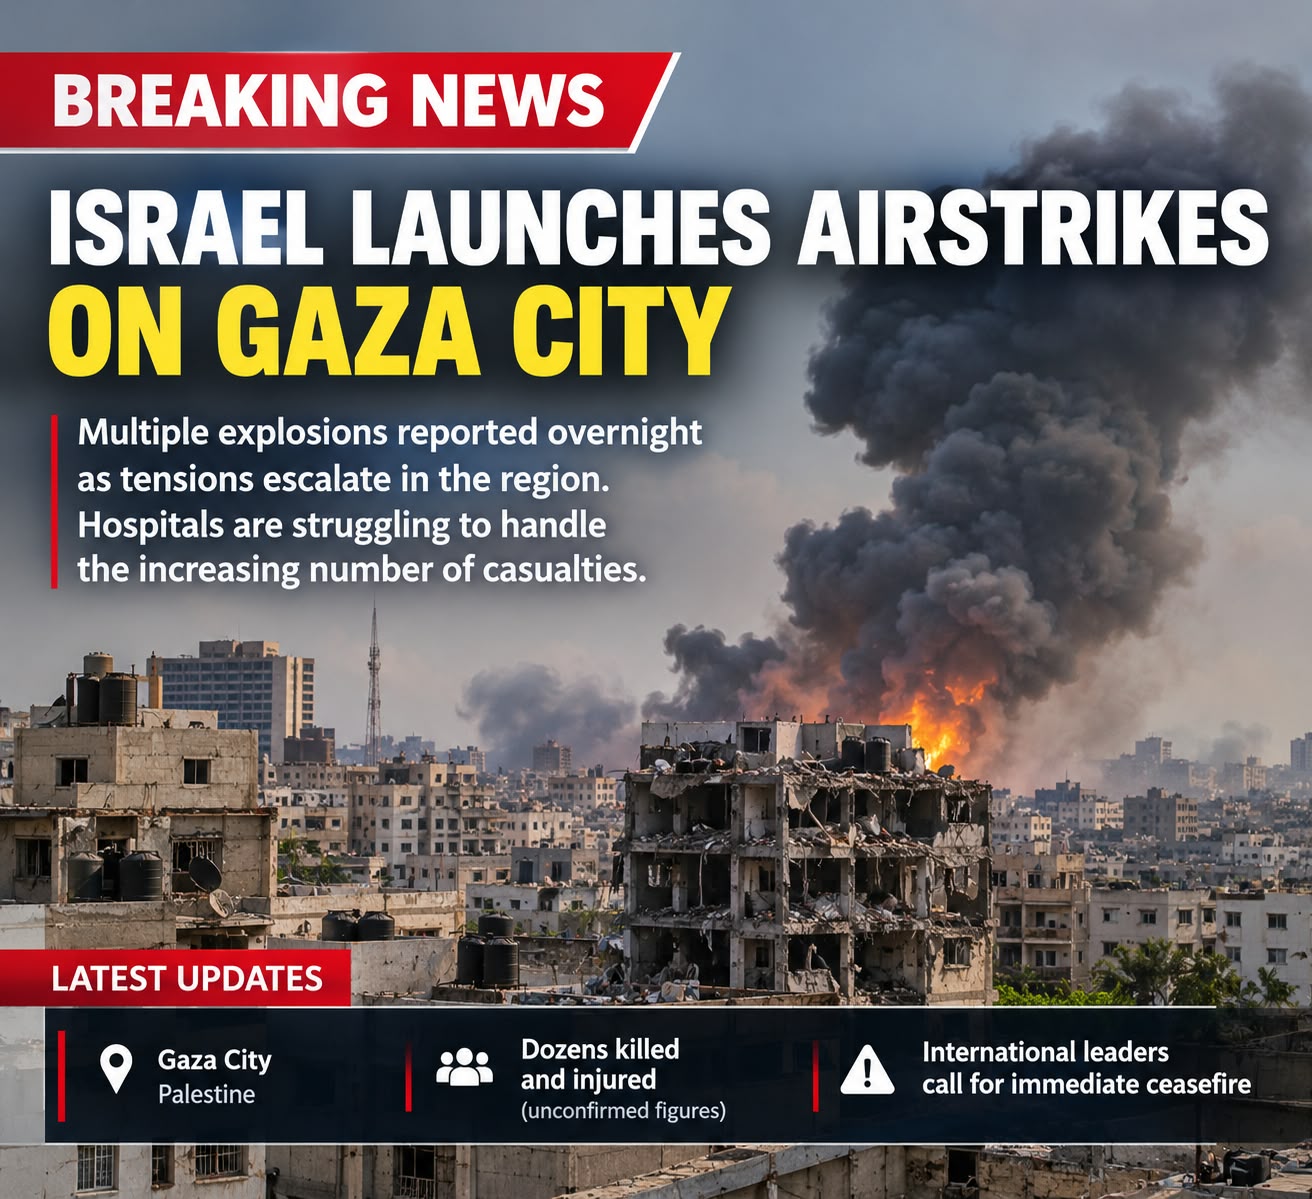 BREAKING NEWS
ISRAEL LAUNCHES AIRSTRIKES
ON GAZA CITY
Multiple explosions reported overnight
as tensions escalate in the region.
Hospitals are struggling to handle
the increasing number of casualties.
LATEST UPDATES
Gaza City
Palestine
Dozens killed
and injured
(unconfirmed figures)
International leaders
call for immediate ceasefire